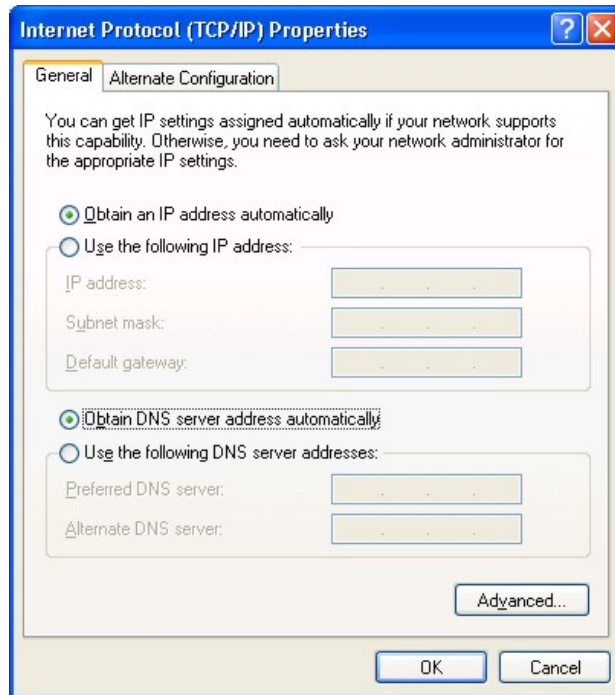 Internet Protocol (TCP/IP) Properties
General
Alternate Configuration
You can get IP settings assigned automatically if your network supports
this capability. Otherwise, you need to ask your network administrator for
the appropriate IP settings.
Obtain an IP address automatically
Use the following IP address:
IP address:
Subnet mask:
Default gateway:
Obtain DNS server address automatically
Use the following DNS server addresses:
Preferred DNS server:
Alternate DNS server:
Advanced...
OK
Cancel